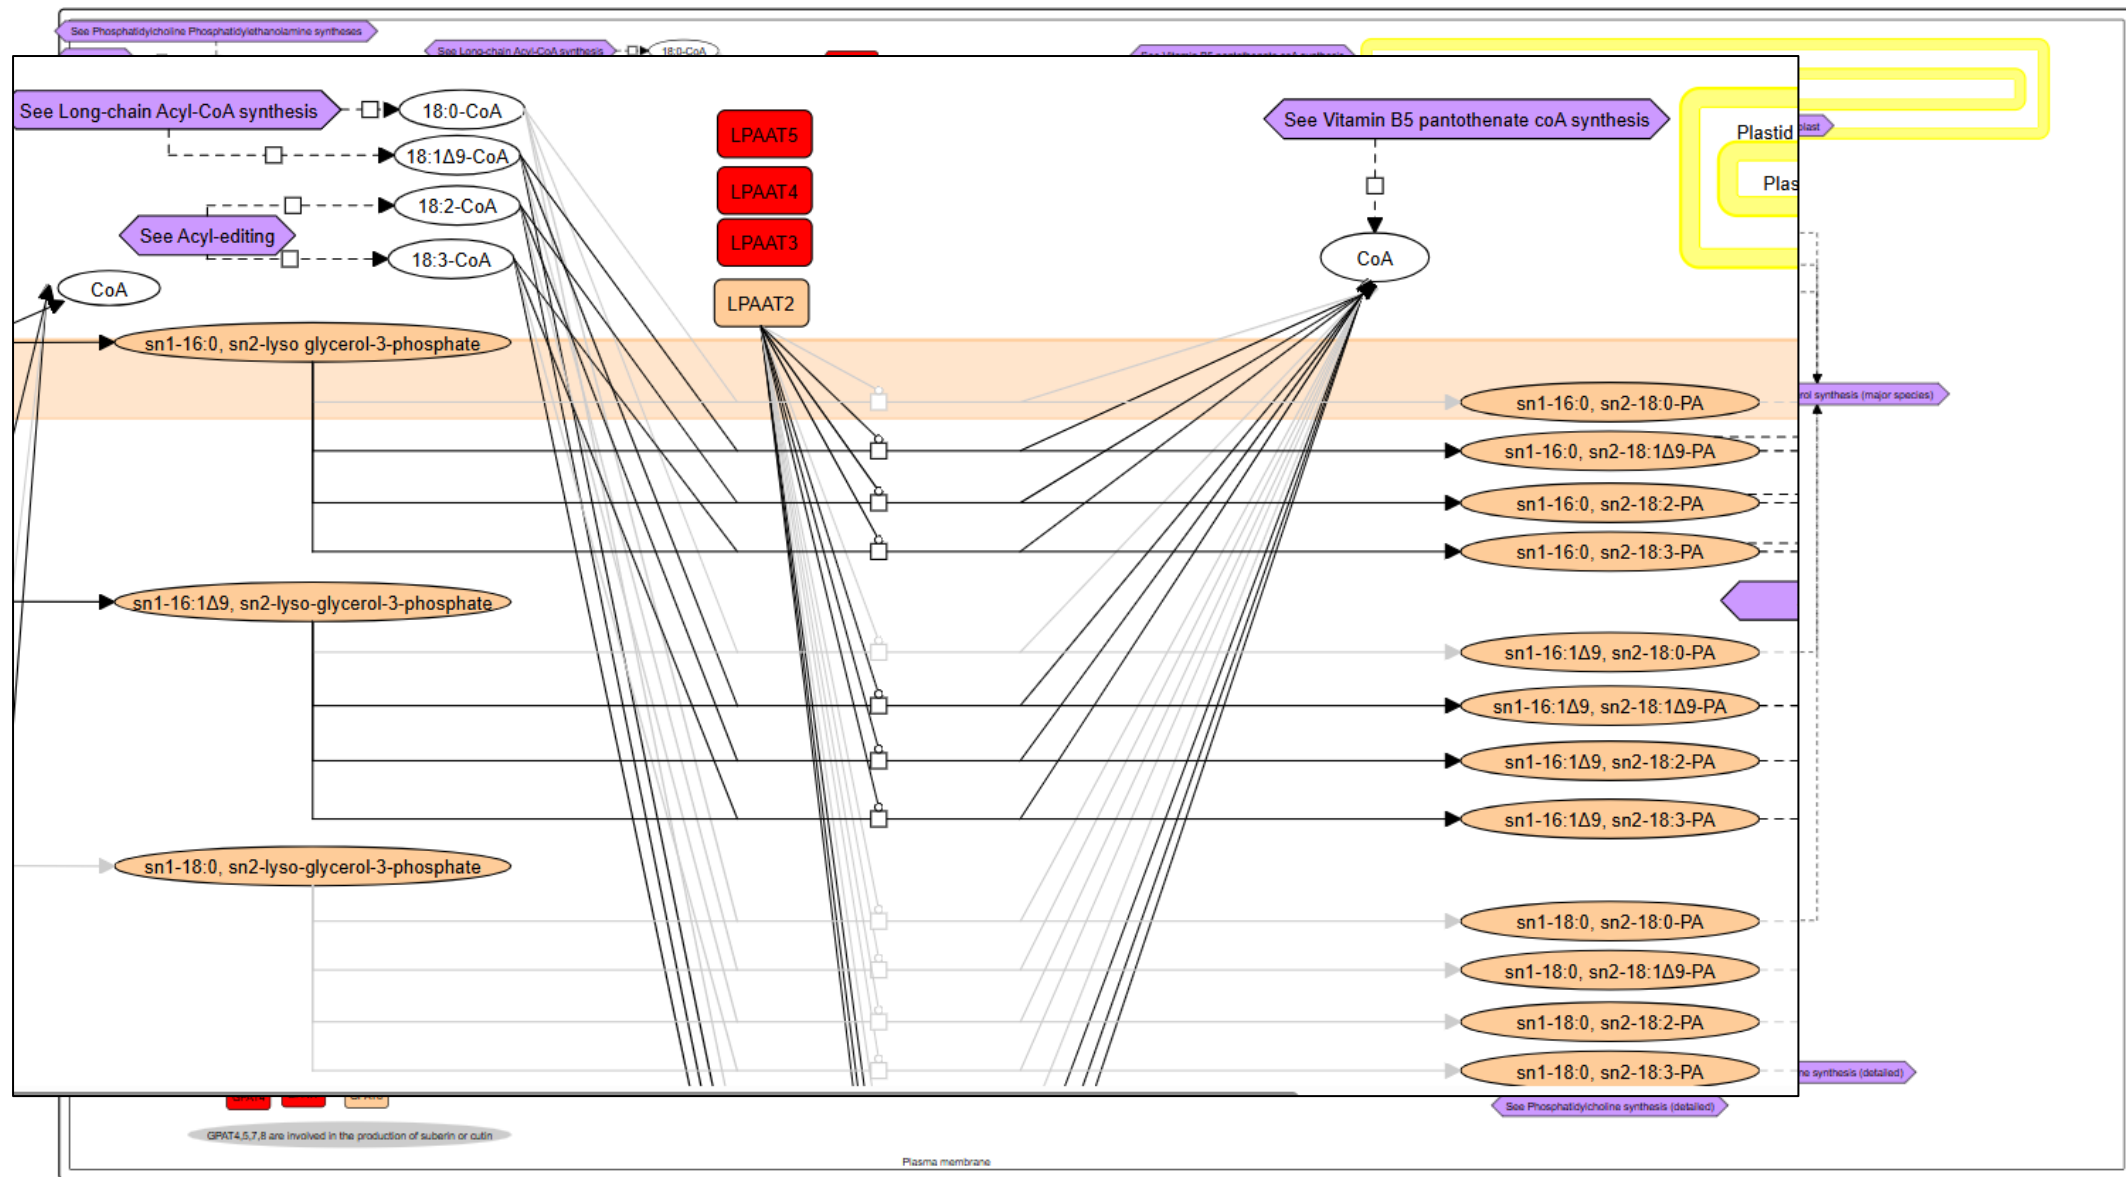 See Phosphatidylcholine Phosphatidylethanolamine syntheses
See Long-chain Acyl-CoA synthesis
18:0-CoA
See Long-chain Acyl-CoA synthesis
18:0-CoA
18:1Δ9-CoA
18:2-CoA
See Acyl-editing
18:3-CoA
CoA
LPAAT5
LPAAT4
LPAAT3
LPAAT2
See Vitamin B5 pantothenate coA synthesis
CoA
Plastid
Plas
plast
sn1-16:0, sn2-lyso glycerol-3-phosphate
sn1-16:0, sn2-18:0-PA
rol synthesis (major species)
sn1-16:0, sn2-18:1Δ9-PA
sn1-16:0, sn2-18:2-PA
sn1-16:0, sn2-18:3-PA
sn1-16:1Δ9, sn2-lyso-glycerol-3-phosphate
sn1-16:1Δ9, sn2-18:0-PA
sn1-16:1Δ9, sn2-18:1Δ9-PA
sn1-16:1Δ9, sn2-18:2-PA
sn1-16:1Δ9, sn2-18:3-PA
sn1-18:0, sn2-lyso-glycerol-3-phosphate
sn1-18:0, sn2-18:0-PA
sn1-18:0, sn2-18:1Δ9-PA
sn1-18:0, sn2-18:2-PA
sn1-18:0, sn2-18:3-PA
ne synthesis (detailed)
See Phosphatidylcholine synthesis (detailed)
GPAT4,5,7,8 are involved in the production of suberin or cutin
Plasma membrane